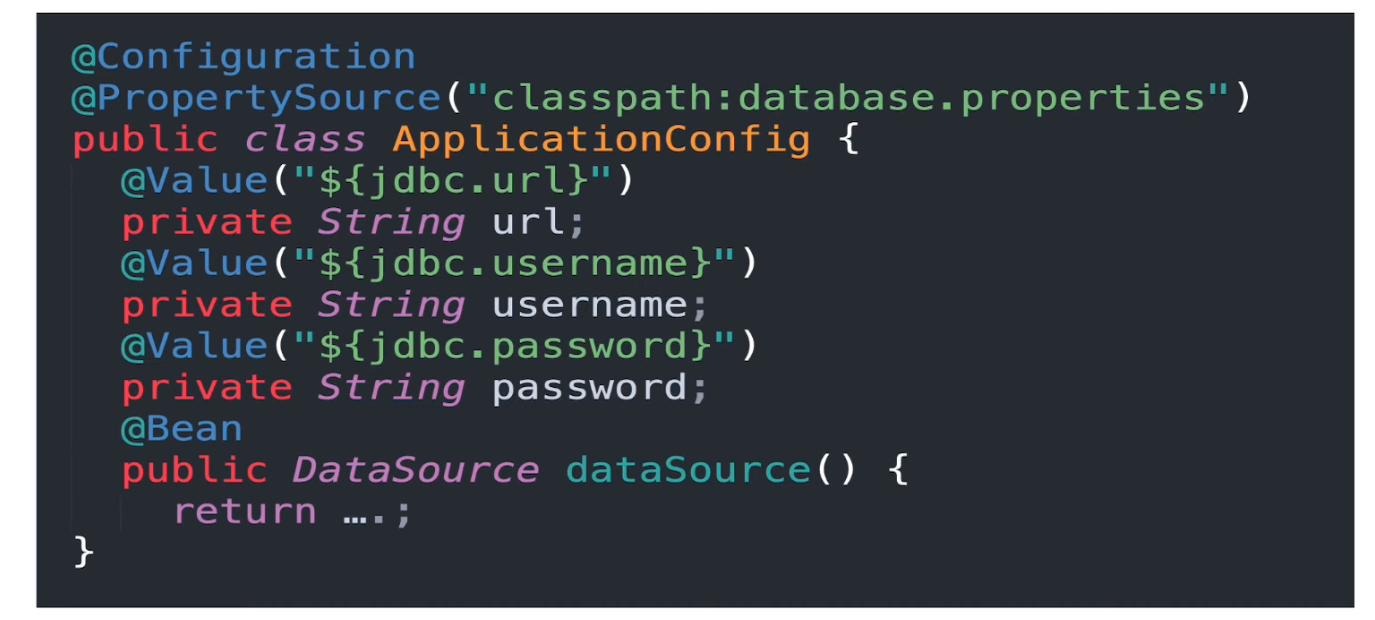 @Configuration
@PropertySource("classpath:database.properties")
public class ApplicationConfig {
@Value("${jdbc.url}")
private String url;
@Value("${jdbc.username}")
private String username;
@Value("${jdbc.password}")
private String password;
@Bean
public DataSource dataSource() {
return ….;
}